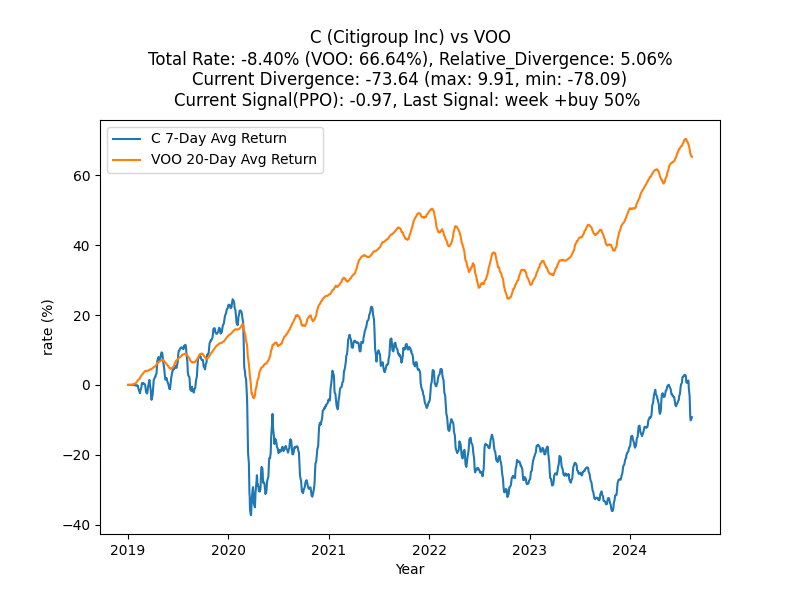 C (Citigroup Inc) vs VOO
Total Rate: -8.40% (VOO: 66.64%), Relative_Divergence: 5.06%
Current Divergence: -73.64 (max: 9.91, min: -78.09)
Current Signal(PPO): -0.97, Last Signal: week +buy 50%
C 7-Day Avg Return
VOO 20-Day Avg Return
60
40
20
0
−20
−40
rate (%)
2019 2020 2021 2022 2023 2024
Year